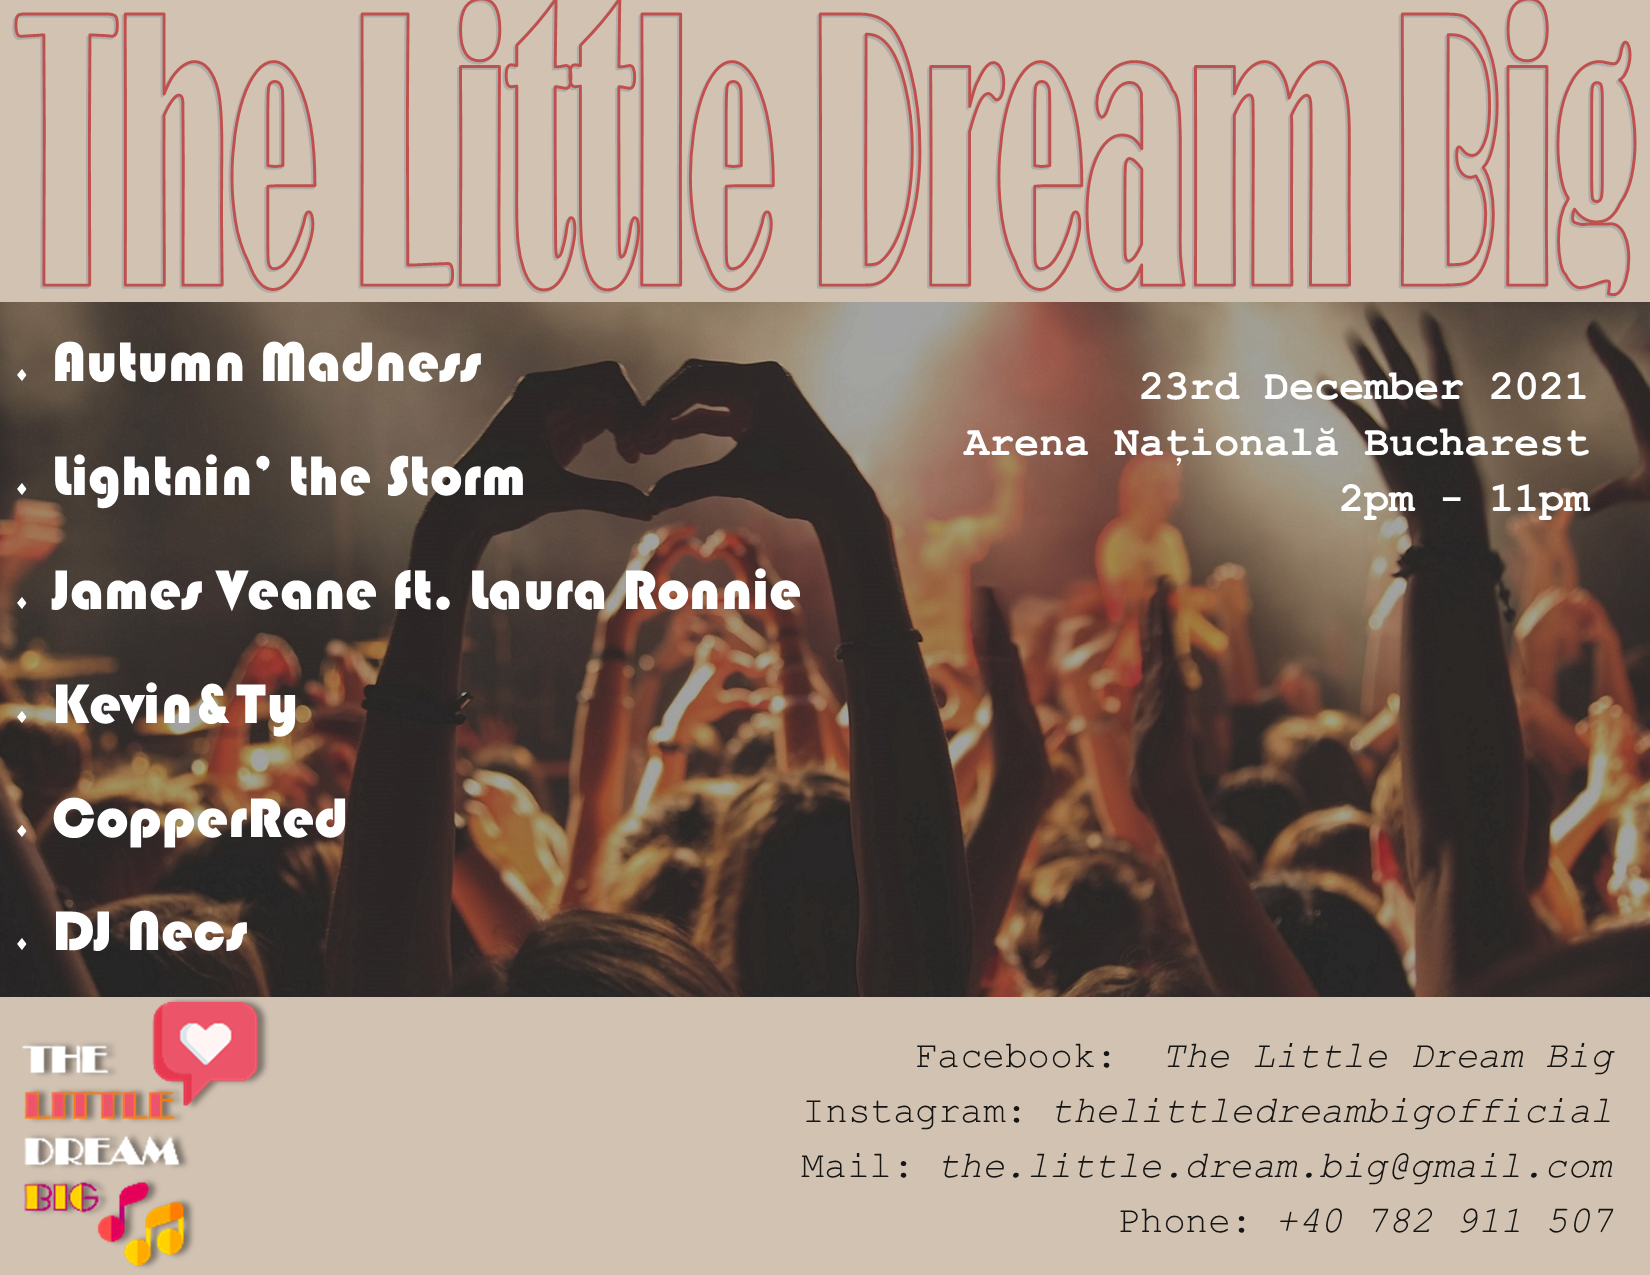 The Little Dream Big
Autumn Madness
Lightnin' the Storm
James Veane ft. Laura Ronnie
Kevin&Ty
CopperRed
DJ Necs
23rd December 2021
Arena Națională Bucharest
2pm - 11pm
THE
LITTLE
DREAM
BIG
Facebook: The Little Dream Big
Instagram: thelittledreambigofficial
Mail: the.little.dream.big@gmail.com
Phone: +40 782 911 507